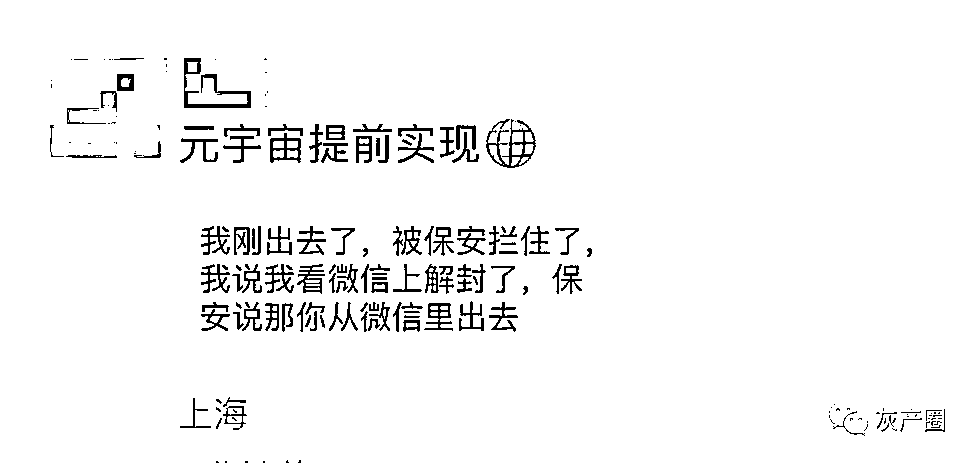 元宇宙提前实现
我刚出去了，被保安拦住了，
我说我看微信上解封了，保
安说那你从微信里出去
上海
灰产圈